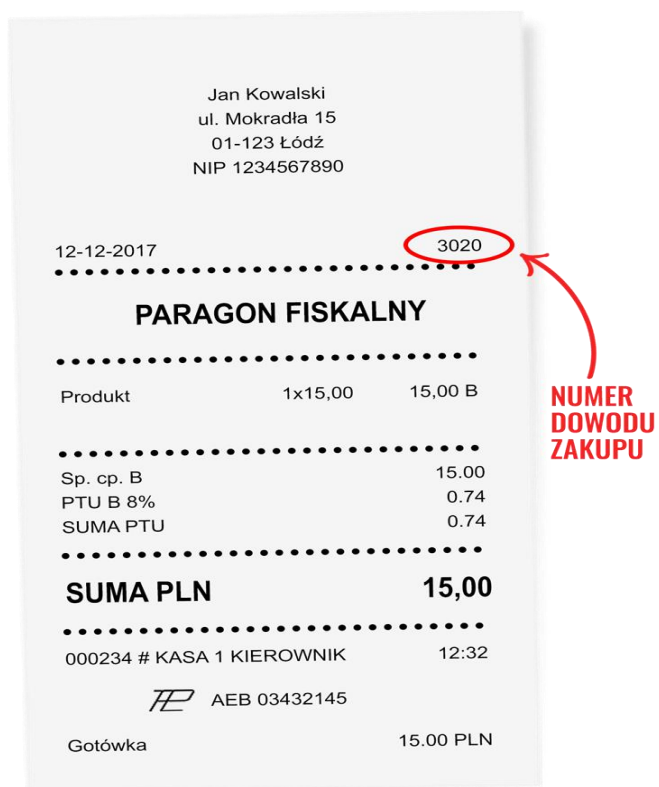 Jan Kowalski
ul. Mokradła 15
01-123 Łódź
NIP 1234567890
12-12-2017 3020
PARAGON FISKALNY
Produkt 1x15,00 15,00 B
Sp. cp. B 15.00
PTU B 8% 0.74
SUMA PTU 0.74
SUMA PLN 15,00
000234 # KASA 1 KIEROWNIK 12:32
AEB 03432145
Gotówka 15.00 PLN
NUMER
DOWODU
ZAKUPU